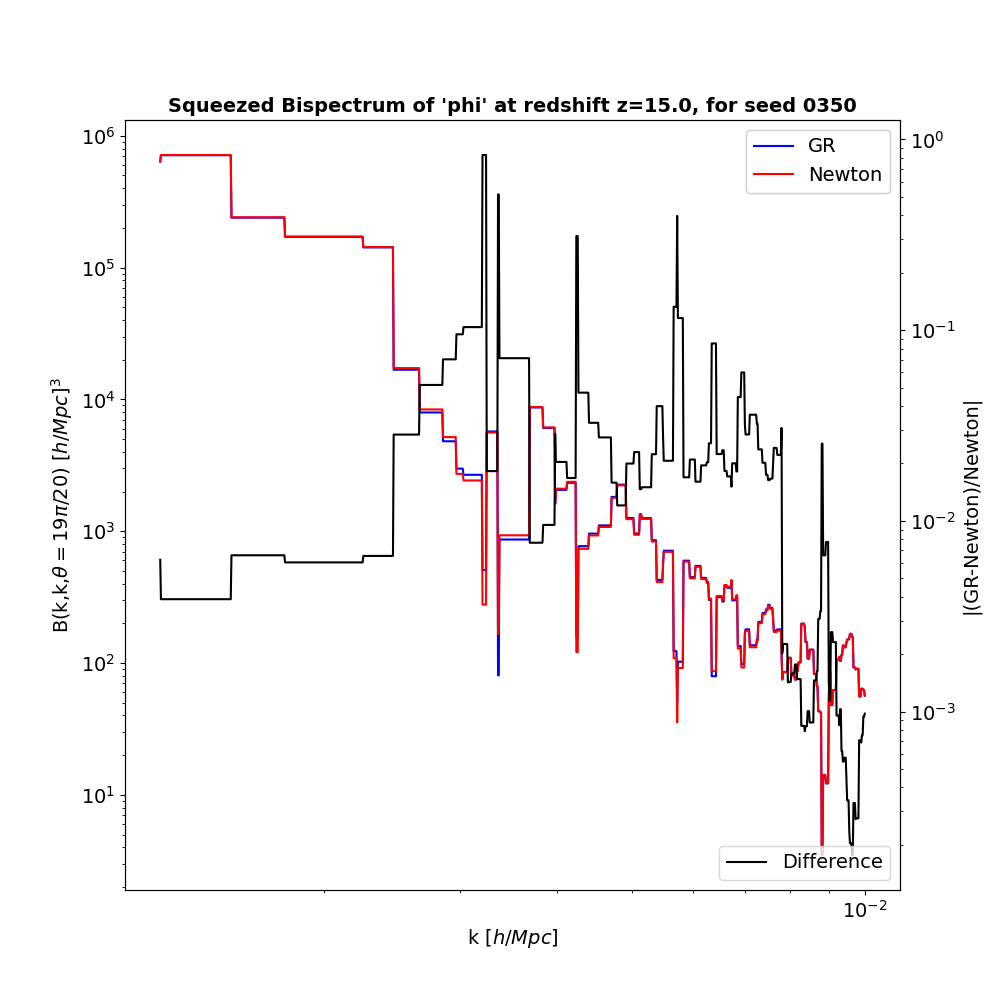 Squeezed Bispectrum of 'phi' at redshift z=15.0, for seed 0350
GR
Newton
10^6
10^5
10^4
10^3
10^2
10^1
B(k,k,θ = 19π/20) [h/Mpc]^3
10^0
10^-1
10^-2
10^-3
|(GR-Newton)/Newton|
Difference
10^-2
k [h/Mpc]